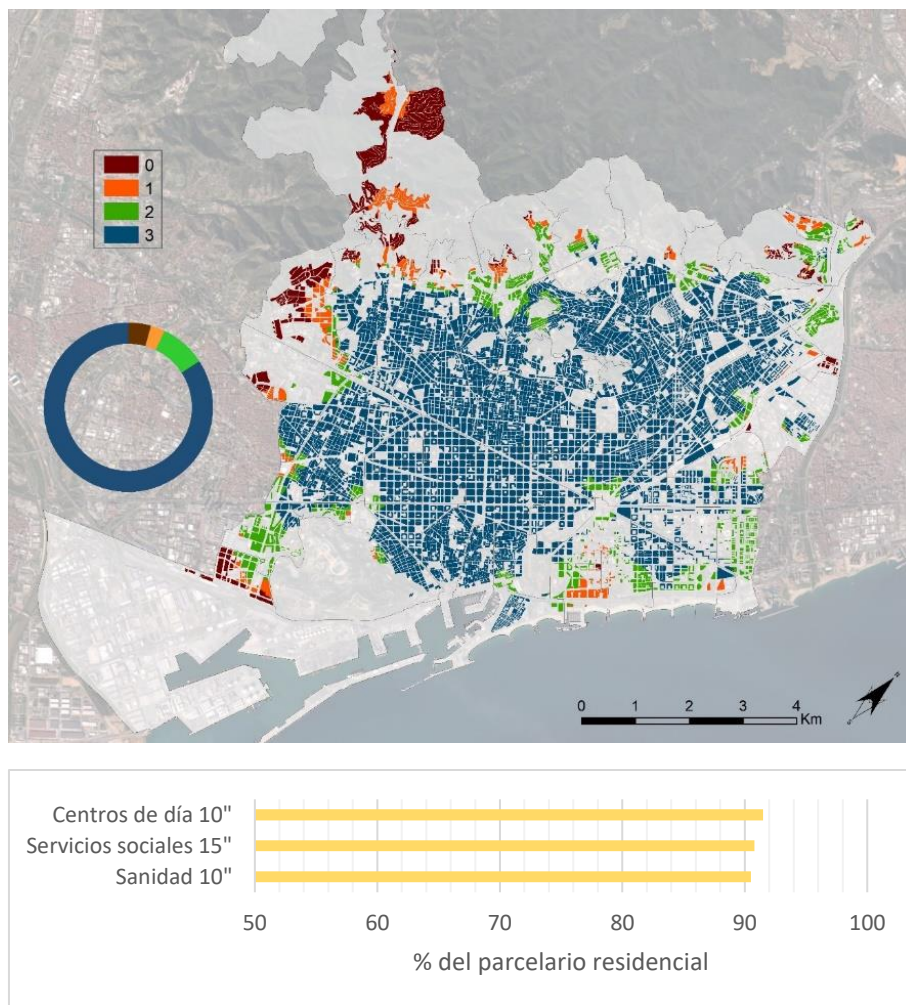 0
1
2
3
0 1 2 3 4
Km
Centros de día 10"
Servicios sociales 15"
Sanidad 10"
50 60 70 80 90 100
% del parcelario residencial